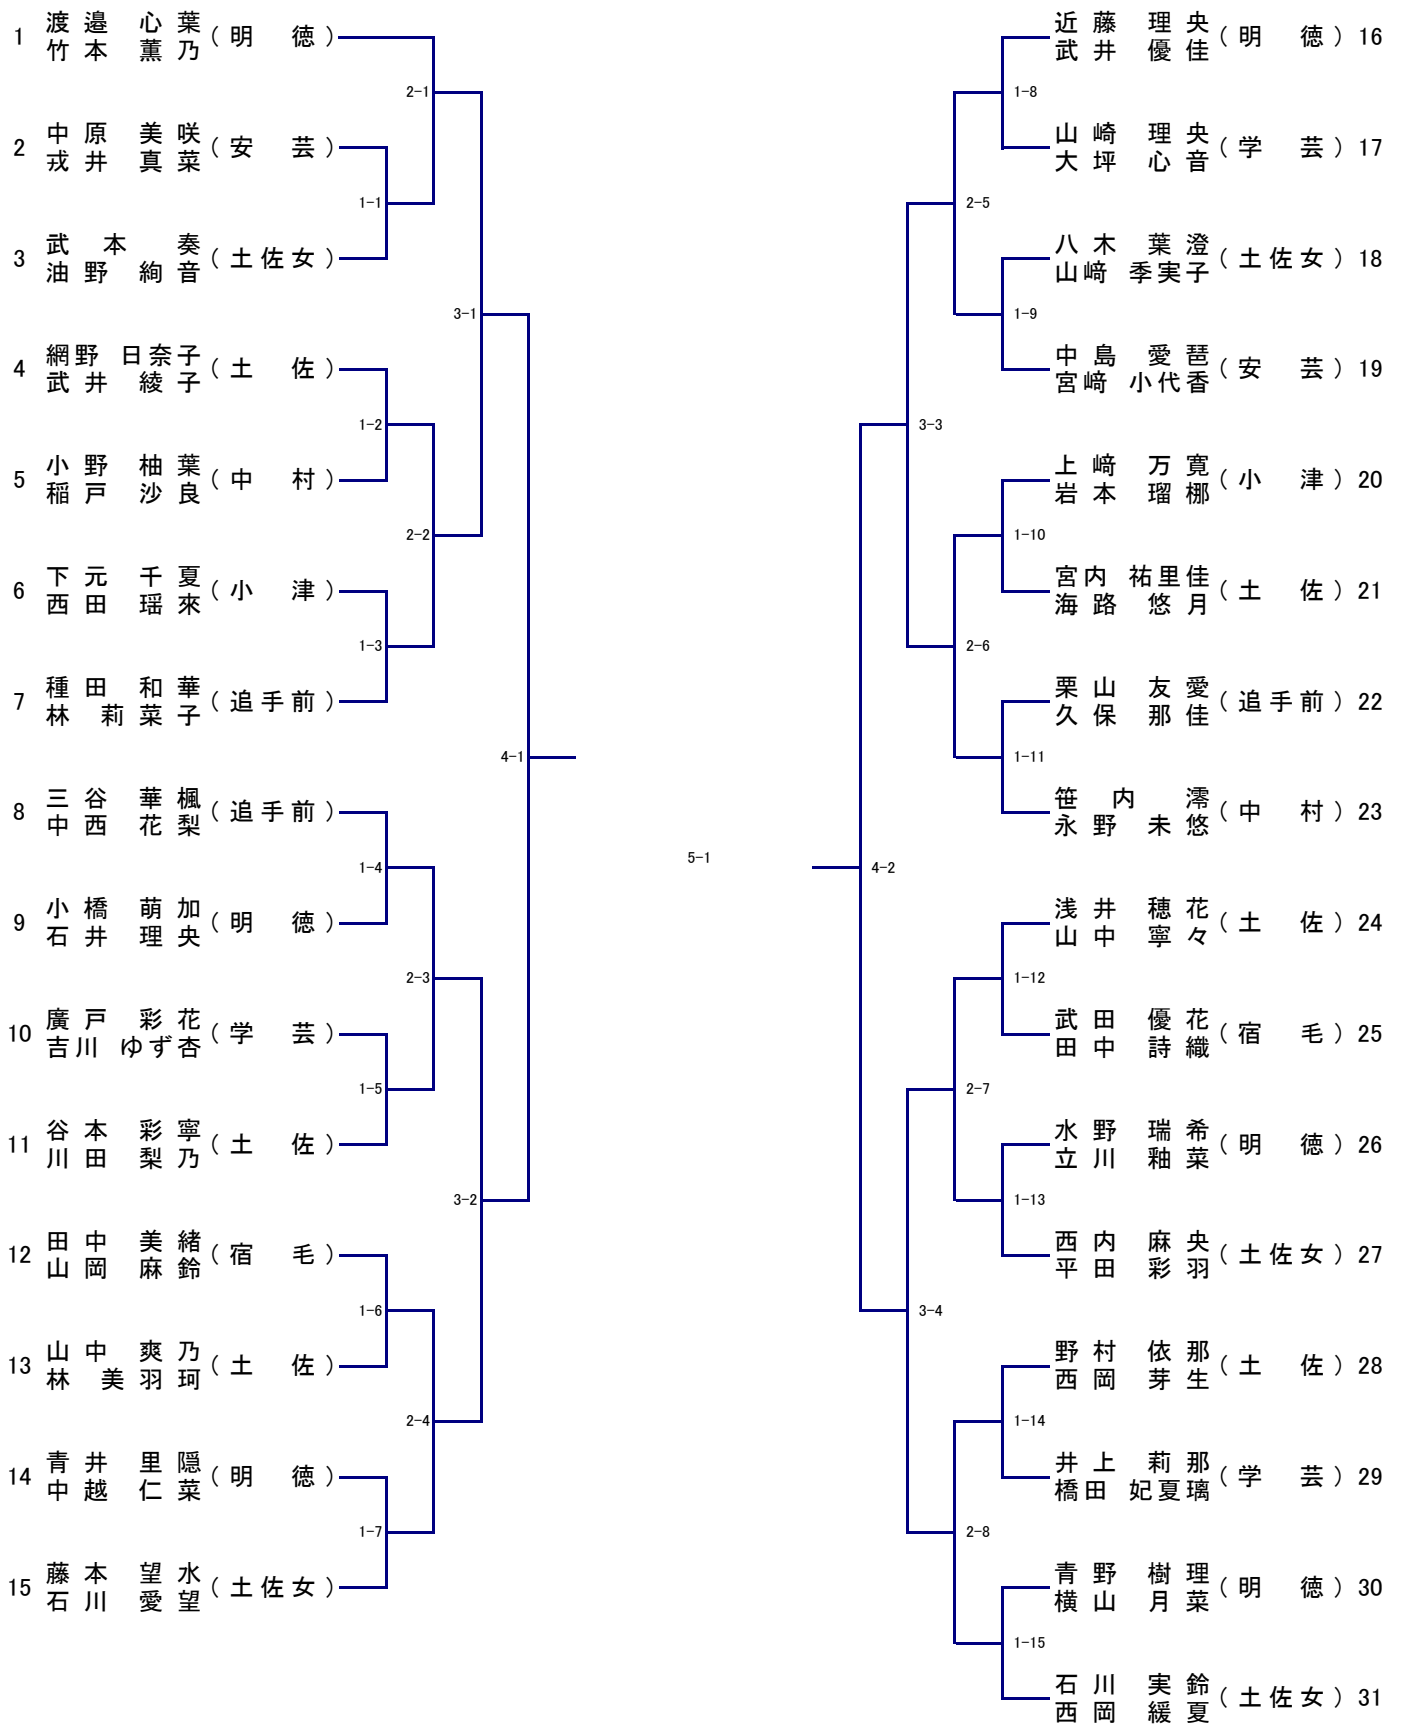 1 渡邉 心葉 竹本 薫乃 (明 徳)
2-1
2 中原 美咲 戎井 真菜 (安 芸)
1-1
3 武本 奏 油野 絢音 (土佐女)
3-1
4 網野 日奈子 武井 綾子 (土 佐)
1-2
5 小野 柚葉 稲戸 沙良 (中 村)
2-2
6 下元 千夏 西田 瑶來 (小 津)
1-3
7 種田 和華 林 莉菜子 (追手前)
4-1
8 三谷 華楓 中西 花梨 (追手前)
1-4
9 小橋 萌加 石井 理央 (明 徳)
2-3
10 廣戸 彩花 吉川 ゆず杏 (学 芸)
1-5
11 谷本 彩寧 川田 梨乃 (土 佐)
3-2
12 田中 美緒 山岡 麻鈴 (宿 毛)
1-6
13 山中 爽乃 林 美羽珂 (土 佐)
2-4
14 青井 里隠 中越 仁菜 (明 徳)
1-7
15 藤本 望水 石川 愛望 (土佐女)
5-1
近藤 理央 武井 優佳 (明 徳) 16
1-8
山崎 理央 大坪 心音 (学 芸) 17
2-5
八木 葉澄 山﨑 季実子 (土佐女) 18
1-9
中島 愛琶 宮﨑 小代香 (安 芸) 19
3-3
上﨑 万寛 岩本 瑠梛 (小 津) 20
1-10
宮内 祐里佳 海路 悠月 (土 佐) 21
2-6
栗山 友愛 久保 那佳 (追手前) 22
1-11
笹内 澪 永野 未悠 (中 村) 23
4-2
浅井 穂花 山中 寧々 (土 佐) 24
1-12
武田 優花 田中 詩織 (宿 毛) 25
2-7
水野 瑞希 立川 釉菜 (明 徳) 26
1-13
西内 麻央 平田 彩羽 (土佐女) 27
3-4
野村 依那 西岡 芽生 (土 佐) 28
1-14
井上 莉那 橋田 妃夏璃 (学 芸) 29
2-8
青野 樹理 横山 月菜 (明 徳) 30
1-15
石川 実鈴 西岡 緩夏 (土佐女) 31